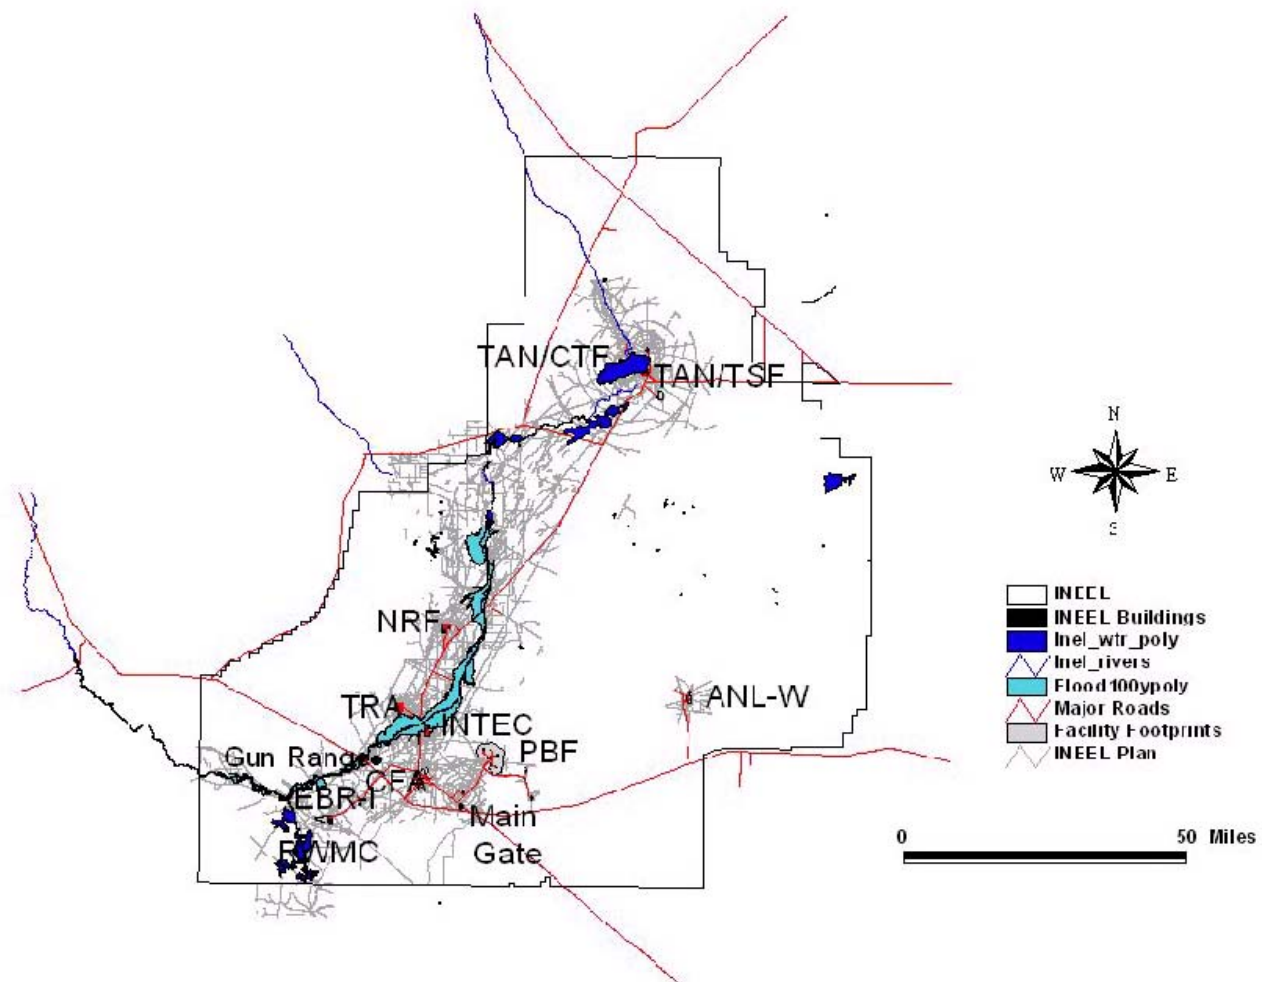 TAN/CTF
TAN/TSF
N
W
E
S
NRF
TRA
INTEC
ANL-W
Gun Range
PBF
CFA
EBR-I
Main
Gate
RWMC
INEEL
INEEL Buildings
Inel_wtr_poly
Inel_rivers
Flood100ypoly
Major Roads
Facility Footprints
INEEL Plan
0
50 Miles